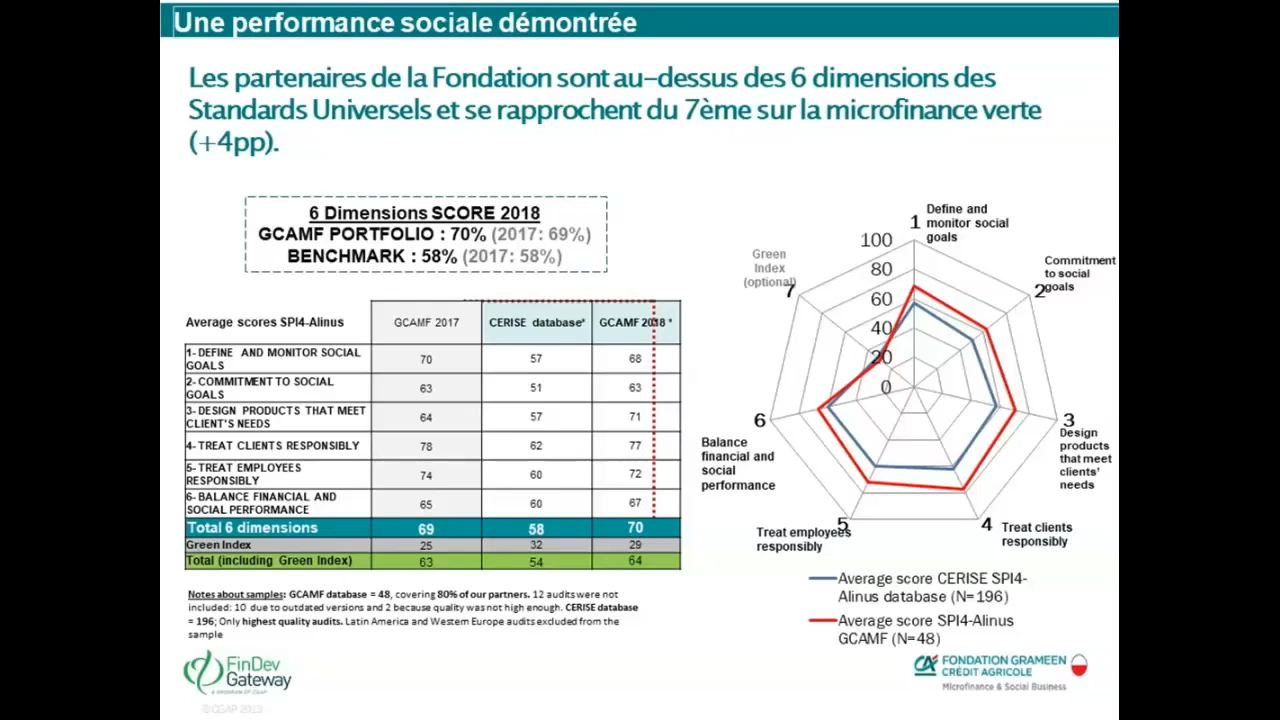 Une performance sociale démontrée
Les partenaires de la Fondation sont au-dessus des 6 dimensions des
Standards Universels et se rapprochent du 7ème sur la microfinance verte
(+4pp).
6 Dimensions SCORE 2018
GCAMF PORTFOLIO : 70% (2017: 69%)
BENCHMARK : 58% (2017: 58%)
Average scores SPI4-Alinus GCAMF 2017 CERISE database* GCAMF 2018 *
1- DEFINE AND MONITOR SOCIAL
GOALS 70 57 68
2- COMMITMENT TO SOCIAL
GOALS 63 51 63
3- DESIGN PRODUCTS THAT MEET
CLIENT'S NEEDS 64 57 71
4- TREAT CLIENTS RESPONSIBLY 78 62 77
5- TREAT EMPLOYEES
RESPONSIBLY 74 60 72
6- BALANCE FINANCIAL AND
SOCIAL PERFORMANCE 65 60 67
Total 6 dimensions 69 58 70
Green Index 25 32 29
Total (including Green Index) 63 54 64
Notes about samples: GCAMF database = 48, covering 80% of our partners. 12 audits were not
included: 10 due to outdated versions and 2 because quality was not high enough. CERISE database
= 196; Only highest quality audits. Latin America and Western Europe audits excluded from the
sample
1 Define and
monitor social
goals
100
80
60
40
20
0
2 Commitment
to social
goals
3
Design
products
that meet
clients'
needs
4 Treat clients
responsibly
5
Treat employees
responsibly
6
Balance
financial and
social
performance
Green
Index
(optional)
7
Average score CERISE SPI4-
Alinus database (N=196)
Average score SPI4-Alinus
GCAMF (N=48)
FinDev
Gateway
A PROGRAM OF CGAP
© CGAP 2019
CA FONDATION GRAMEEN
CRÉDIT AGRICOLE
Microfinance & Social Business